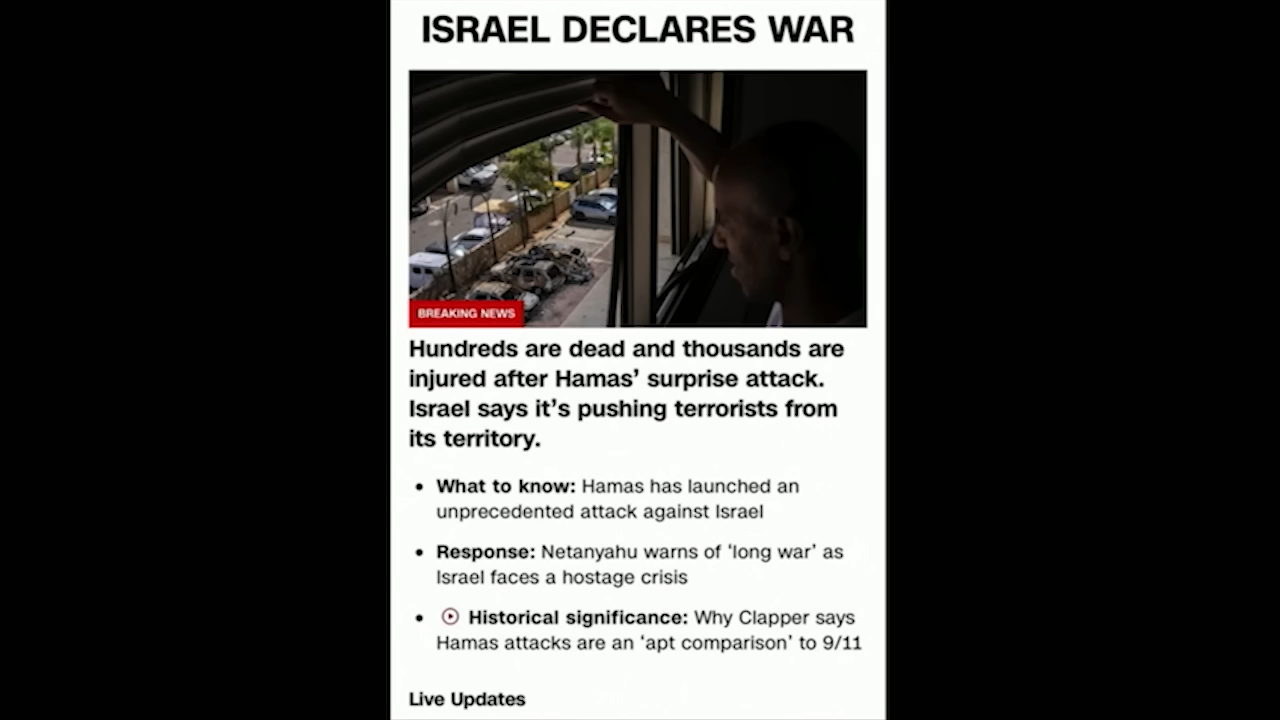 ISRAEL DECLARES WAR
BREAKING NEWS
Hundreds are dead and thousands are
injured after Hamas’ surprise attack.
Israel says it’s pushing terrorists from
its territory.
• What to know: Hamas has launched an
unprecedented attack against Israel
• Response: Netanyahu warns of ‘long war’ as
Israel faces a hostage crisis
• Historical significance: Why Clapper says
Hamas attacks are an ‘apt comparison’ to 9/11
Live Updates